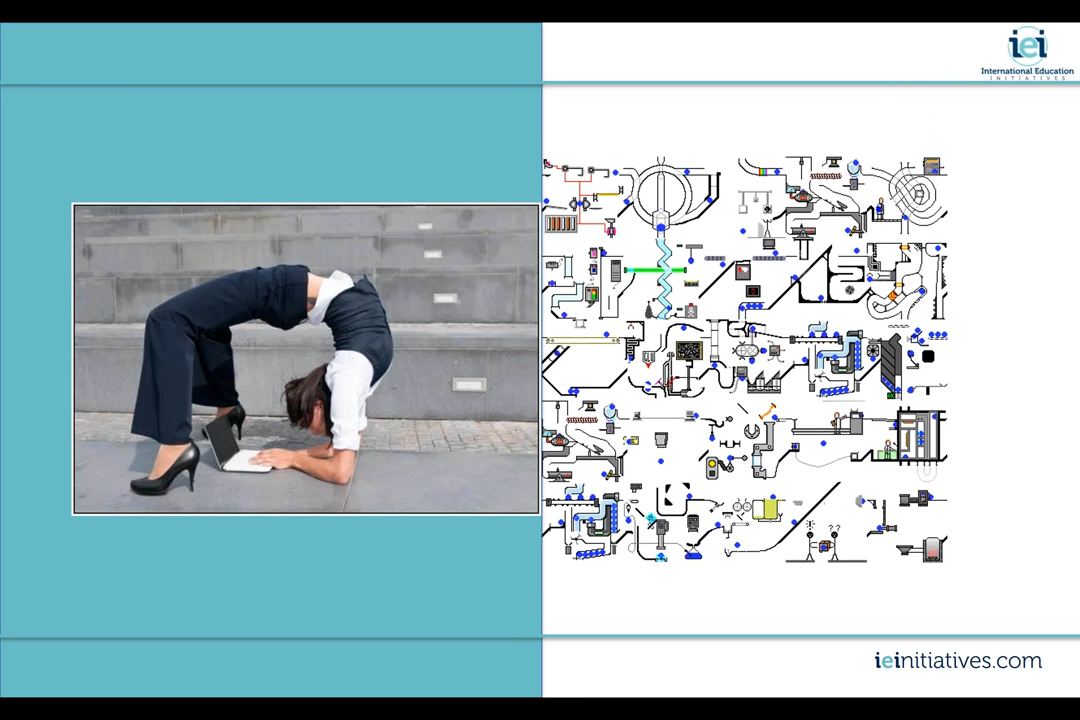 iei
International Education
INITIATIVES
? ?
ieinitiatives.com